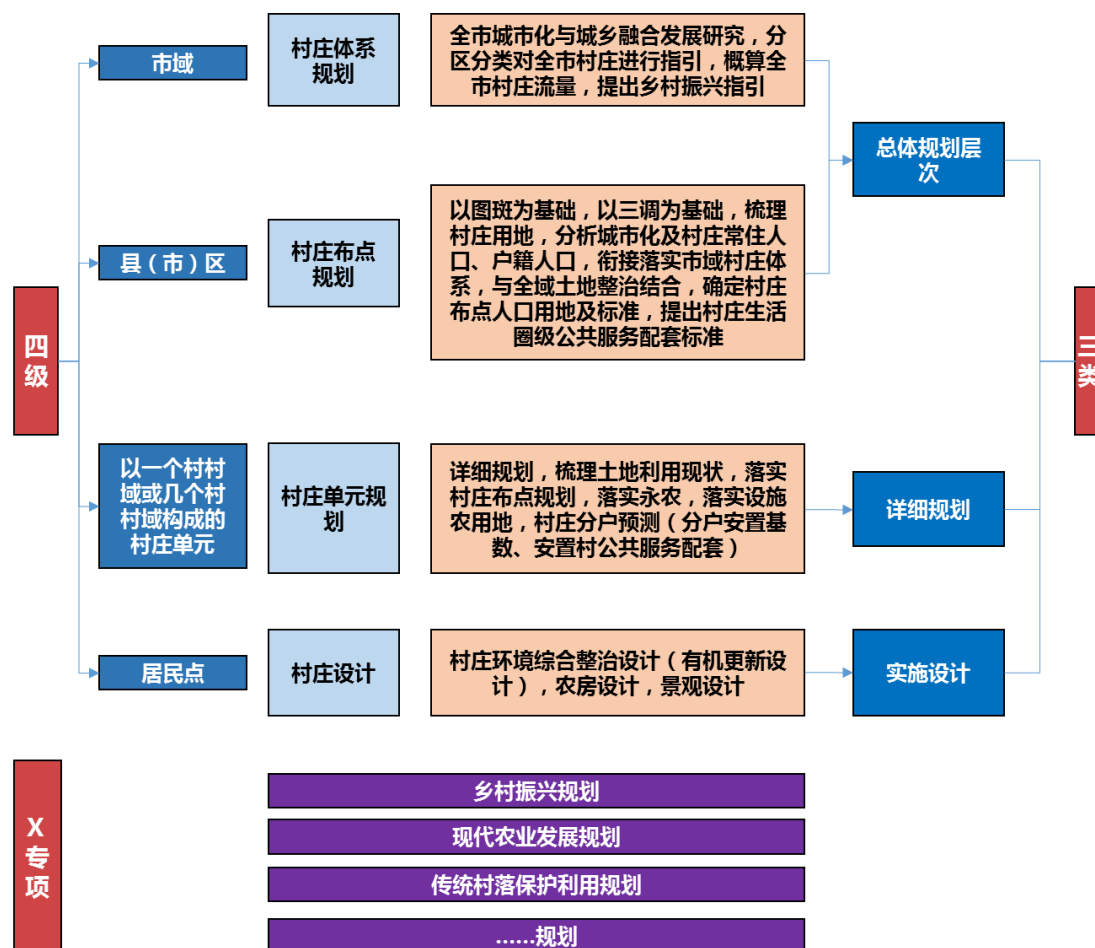 市域
村庄体系
规划
全市城市化与城乡融合发展研究，分
区分类对全市村庄进行指引，概算全
市村庄流量，提出乡村振兴指引
总体规划层
次
县（市）区
村庄布点
规划
以图斑为基础，以三调为基础，梳理
村庄用地，分析城市化及村庄常住人
口、户籍人口，衔接落实市域村庄体
系，与全域土地整治结合，确定村庄
布点人口用地及标准，提出村庄生活
圈级公共服务配套标准
四
级
三
类
以一个村村
域或几个村
村域构成的
村庄单元
村庄单元规
划
详细规划，梳理土地利用现状，落实
村庄布点规划，落实永农，落实设施
农用地，村庄分户预测（分户安置基
数、安置村公共服务配套）
详细规划
居民点
村庄设计
村庄环境综合整治设计（有机更新设
计），农房设计，景观设计
实施设计
X
专
项
乡村振兴规划
现代农业发展规划
传统村落保护利用规划
......规划